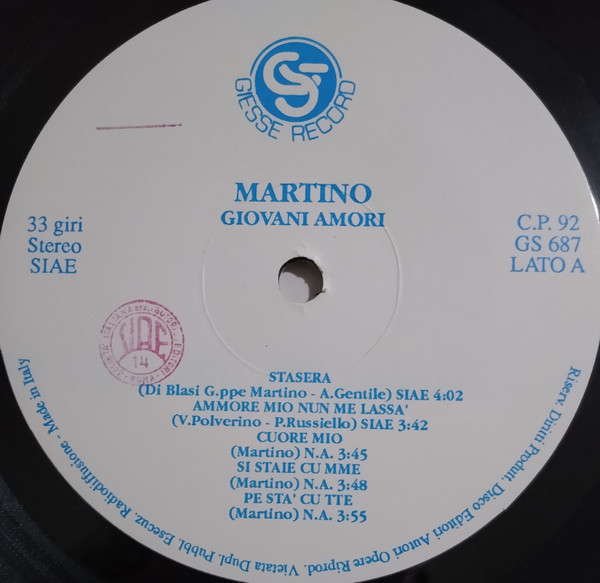 GS
GIESSE RECORD
MARTINO
GIOVANI AMORI
33 giri
Stereo
SIAE
C.P. 92
GS 687
LATO A
SIAE
14
ROMA
STASERA
(Di Blasi G.ppe Martino - A.Gentile) SIAE 4:02
AMMORE MIO NUN ME LASSA'
(V.Polverino - P.Russiello) SIAE 3:42
CUORE MIO
(Martino) N.A. 3:45
SI STAIE CU MME
(Martino) N.A. 3:48
PE STA' CU TTE
(Martino) N.A. 3:55
Riserv. Diritti Produtt. Disco Editori Autori Opere Riprod. Vietata Dupl. Pubbl. Esecuz. Radiodiffusione - Made in Italy